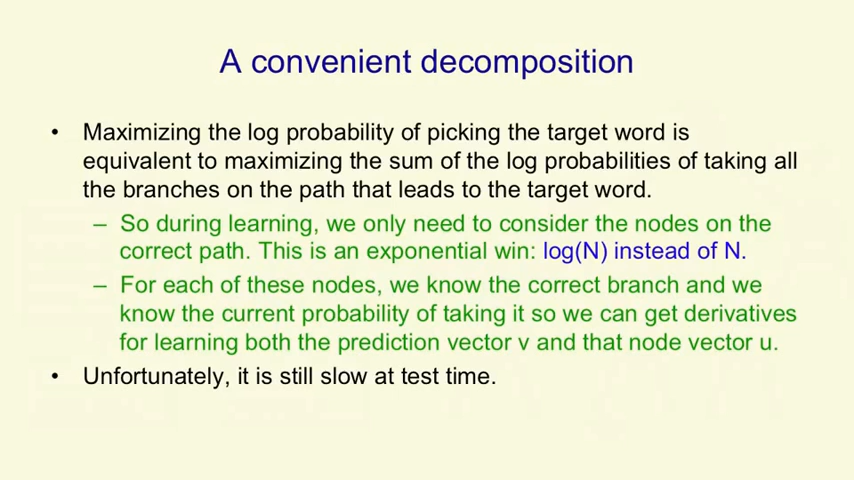 A convenient decomposition
• Maximizing the log probability of picking the target word is
equivalent to maximizing the sum of the log probabilities of taking all
the branches on the path that leads to the target word.
– So during learning, we only need to consider the nodes on the
correct path. This is an exponential win: log(N) instead of N.
– For each of these nodes, we know the correct branch and we
know the current probability of taking it so we can get derivatives
for learning both the prediction vector v and that node vector u.
• Unfortunately, it is still slow at test time.